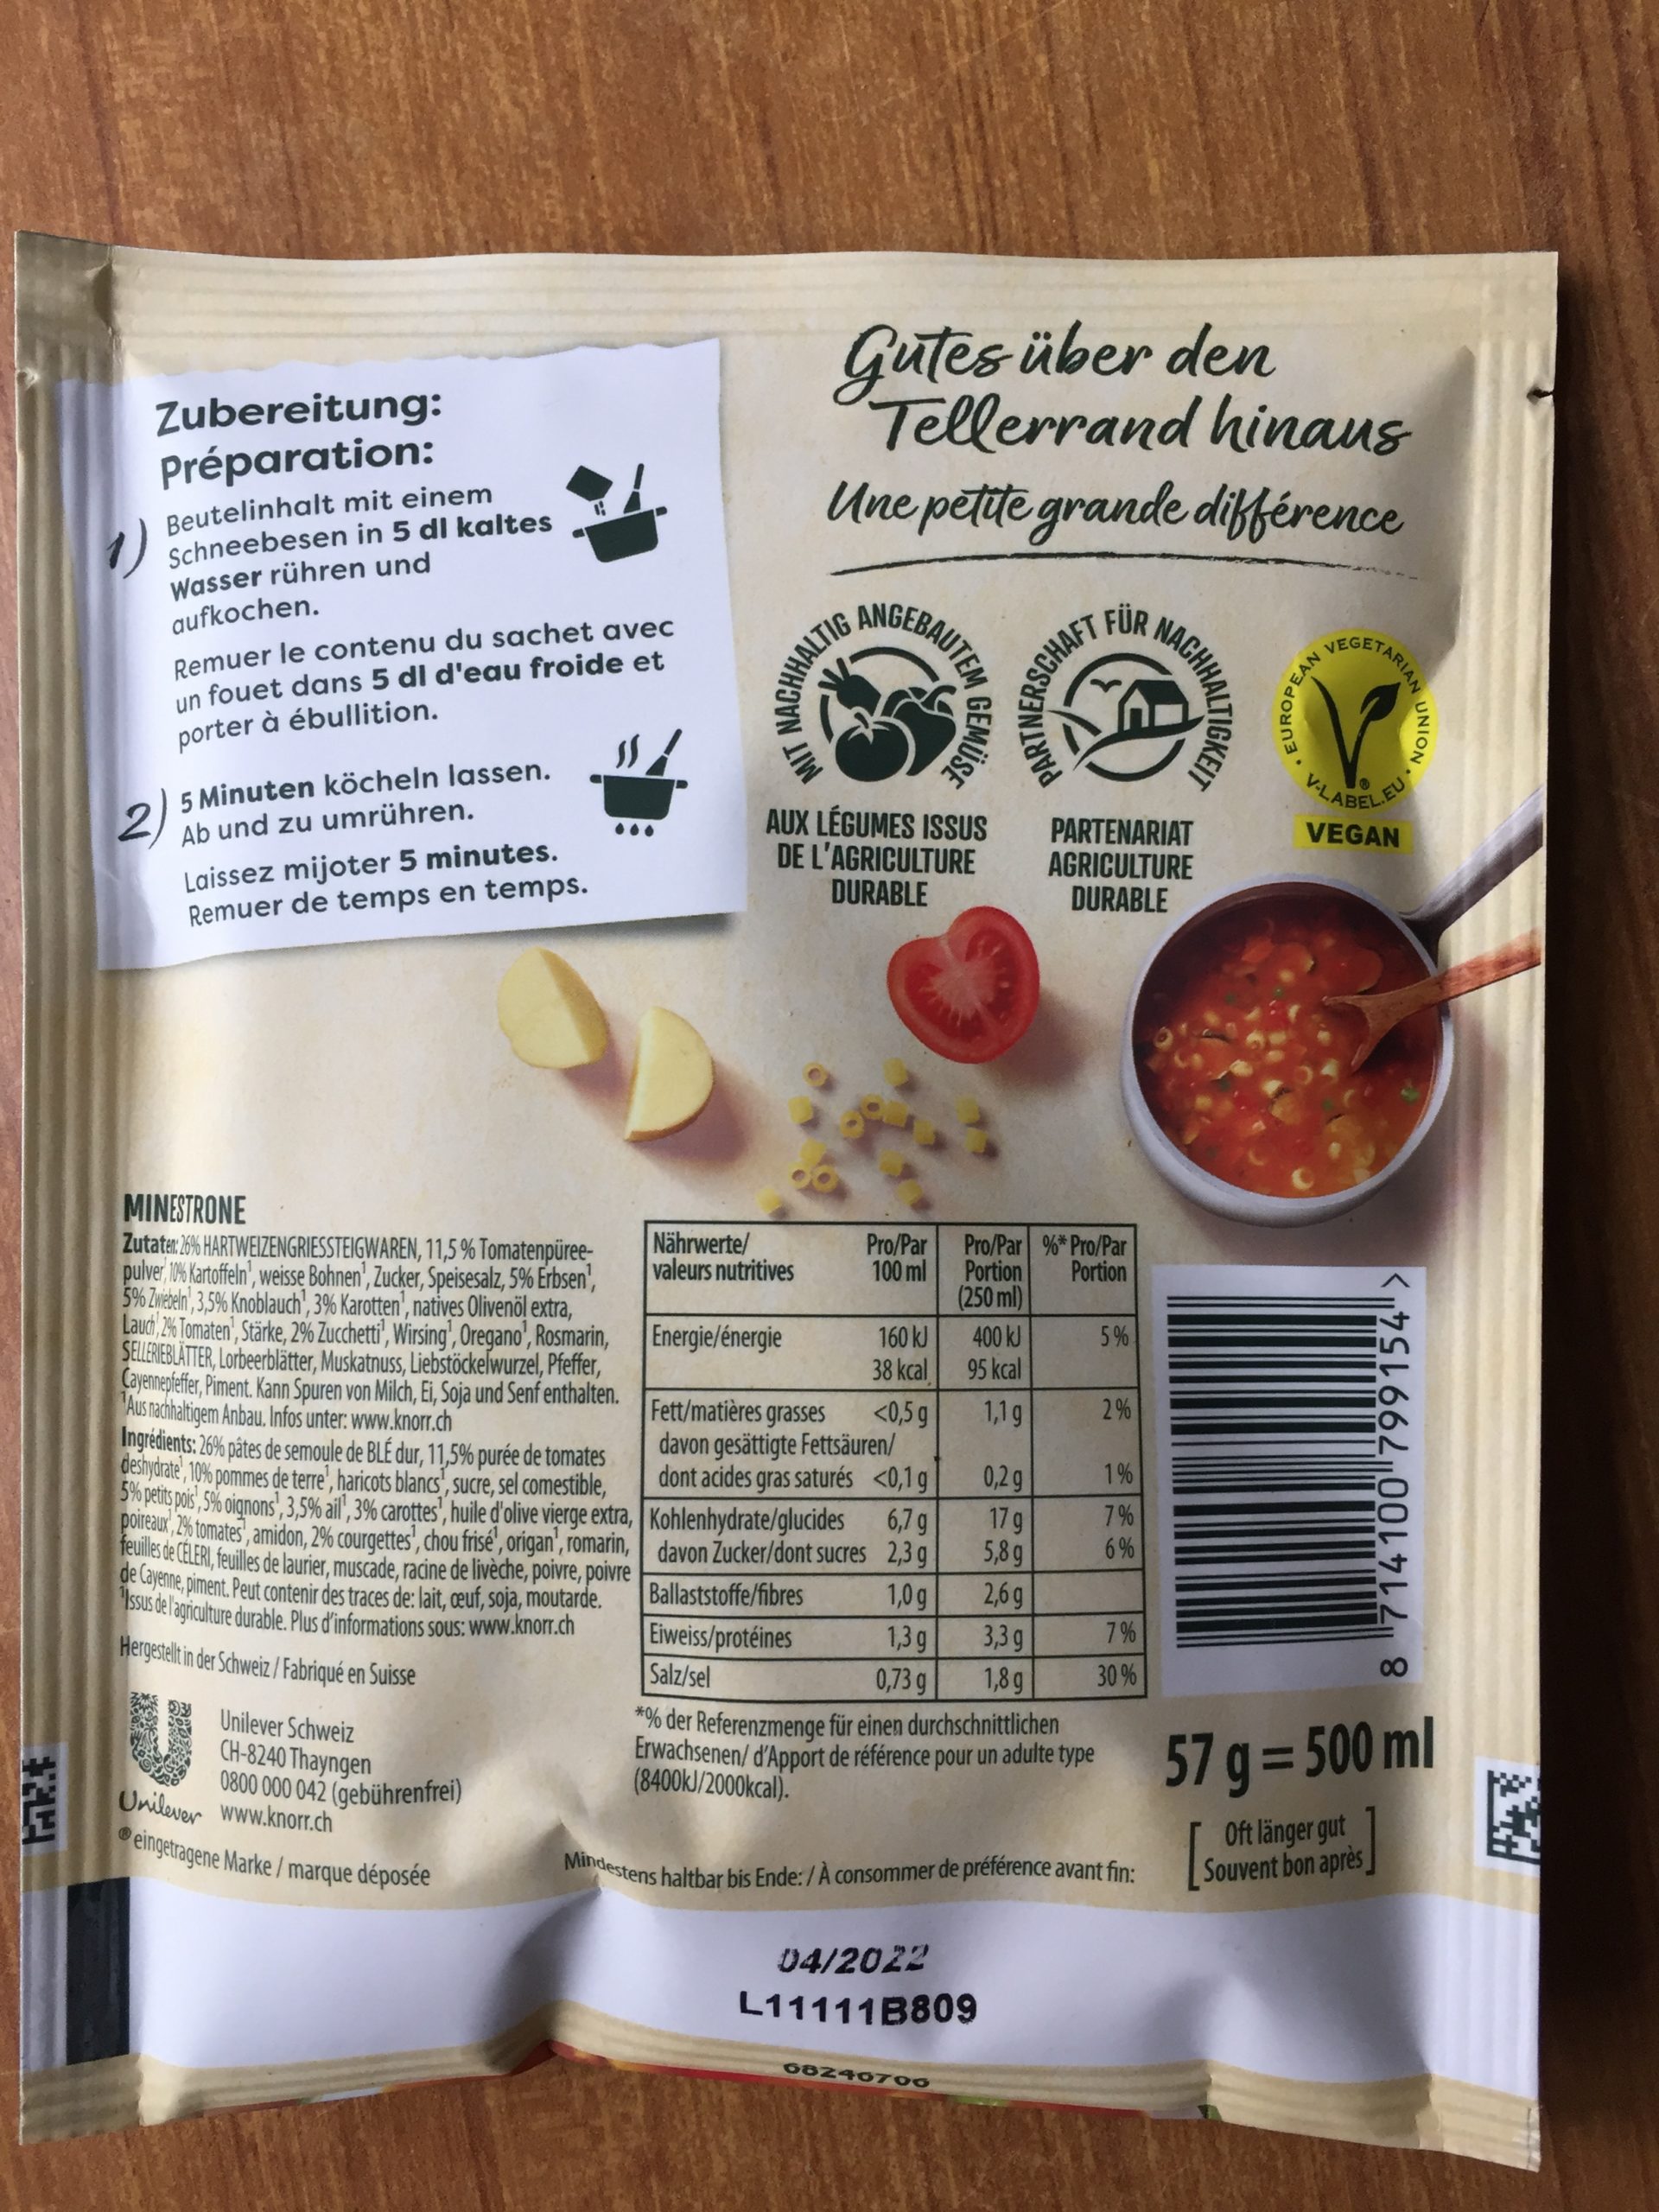 Zubereitung:
Préparation:
1)
Beutelinhalt mit einem
Schneebesen in 5 dl kaltes
Wasser rühren und
aufkochen.
Remuer le contenu du sachet avec
un fouet dans 5 dl d'eau froide et
porter à ébullition.
2)
5 Minuten köcheln lassen.
Ab und zu umrühren.
Laissez mijoter 5 minutes.
Remuer de temps en temps.
Gutes über den
Tellerrand hinaus
Une petite grande différence
MIT NACHHALTIG ANGEBAUTEM GEMÜSE
AUX LÉGUMES ISSUS
DE L'AGRICULTURE
DURABLE
PARTNERSCHAFT FÜR NACHHALTIGKEIT
PARTENARIAT
AGRICULTURE
DURABLE
EUROPEAN VEGETARIAN UNION
V-LABEL.EU
VEGAN
MINESTRONE
Zutaten: 26% HARTWEIZENGRIESSTEIGWAREN, 11,5 % Tomatenpüree-
pulver¹, 10% Kartoffeln¹, weisse Bohnen¹, Zucker, Speisesalz, 5% Erbsen¹,
5% Zwiebeln¹, 3,5% Knoblauch¹, 3% Karotten¹, natives Olivenöl extra,
Lauch¹, 2% Tomaten¹, Stärke, 2% Zucchetti¹, Wirsing¹, Oregano¹, Rosmarin,
SELLERIEBLÄTTER, Lorbeerblätter, Muskatnuss, Liebstöckelwurzel, Pfeffer,
Cayennepfeffer, Piment. Kann Spuren von Milch, Ei, Soja und Senf enthalten.
¹Aus nachhaltigem Anbau. Infos unter: www.knorr.ch
Ingrédients: 26% pâtes de semoule de BLÉ dur, 11,5% purée de tomates
deshydrate¹, 10% pommes de terre¹, haricots blancs¹, sucre, sel comestible,
5% petits pois¹, 5% oignons¹, 3,5% ail¹, 3% carottes¹, huile d'olive vierge extra,
poireaux¹, 2% tomates¹, amidon, 2% courgettes¹, chou frisé¹, origan¹, romarin,
feuilles de CÉLERI, feuilles de laurier, muscade, racine de livèche, poivre, poivre
de Cayenne, piment. Peut contenir des traces de: lait, œuf, soja, moutarde.
¹Issus de l'agriculture durable. Plus d'informations sous: www.knorr.ch
Hergestellt in der Schweiz / Fabriqué en Suisse
Unilever
Unilever Schweiz
CH-8240 Thayngen
0800 000 042 (gebührenfrei)
www.knorr.ch
® eingetragene Marke / marque déposée
Nährwerte/ Pro/Par Pro/Par %* Pro/Par
valeurs nutritives 100 ml Portion Portion
(250 ml)
Energie/énergie 160 kJ 400 kJ 5 %
38 kcal 95 kcal
Fett/matières grasses <0,5 g 1,1 g 2 %
davon gesättigte Fettsäuren/
dont acides gras saturés <0,1 g 0,2 g 1 %
Kohlenhydrate/glucides 6,7 g 17 g 7 %
davon Zucker/dont sucres 2,3 g 5,8 g 6 %
Ballaststoffe/fibres 1,0 g 2,6 g
Eiweiss/protéines 1,3 g 3,3 g 7 %
Salz/sel 0,73 g 1,8 g 30 %
*% der Referenzmenge für einen durchschnittlichen
Erwachsenen/ d'Apport de référence pour un adulte type
(8400kJ/2000kcal).
8 714100 799154 >
57 g = 500 ml
Oft länger gut
Souvent bon après
Mindestens haltbar bis Ende: / À consommer de préférence avant fin:
04/2022
L11111B809
68246706